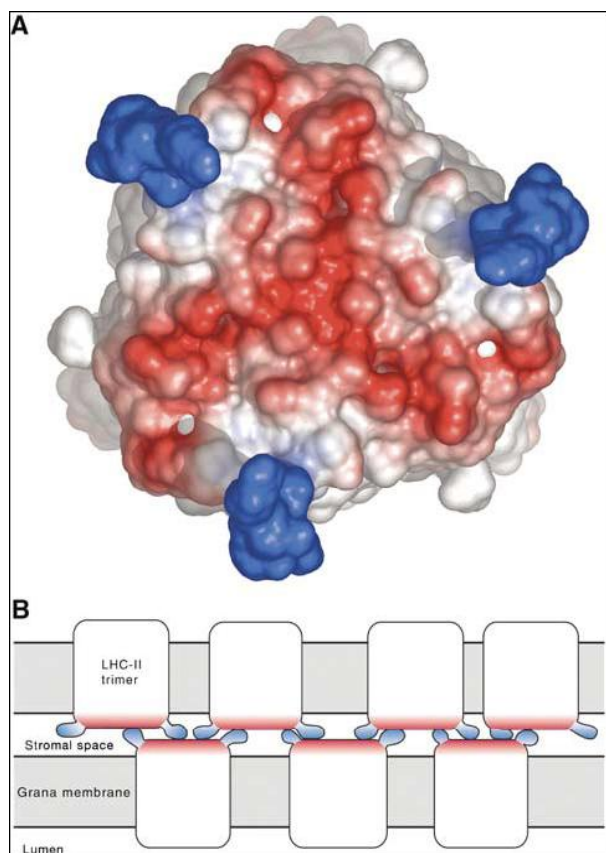 A
B
LHC-II
trimer
Stromal space
Grana membrane
Lumen